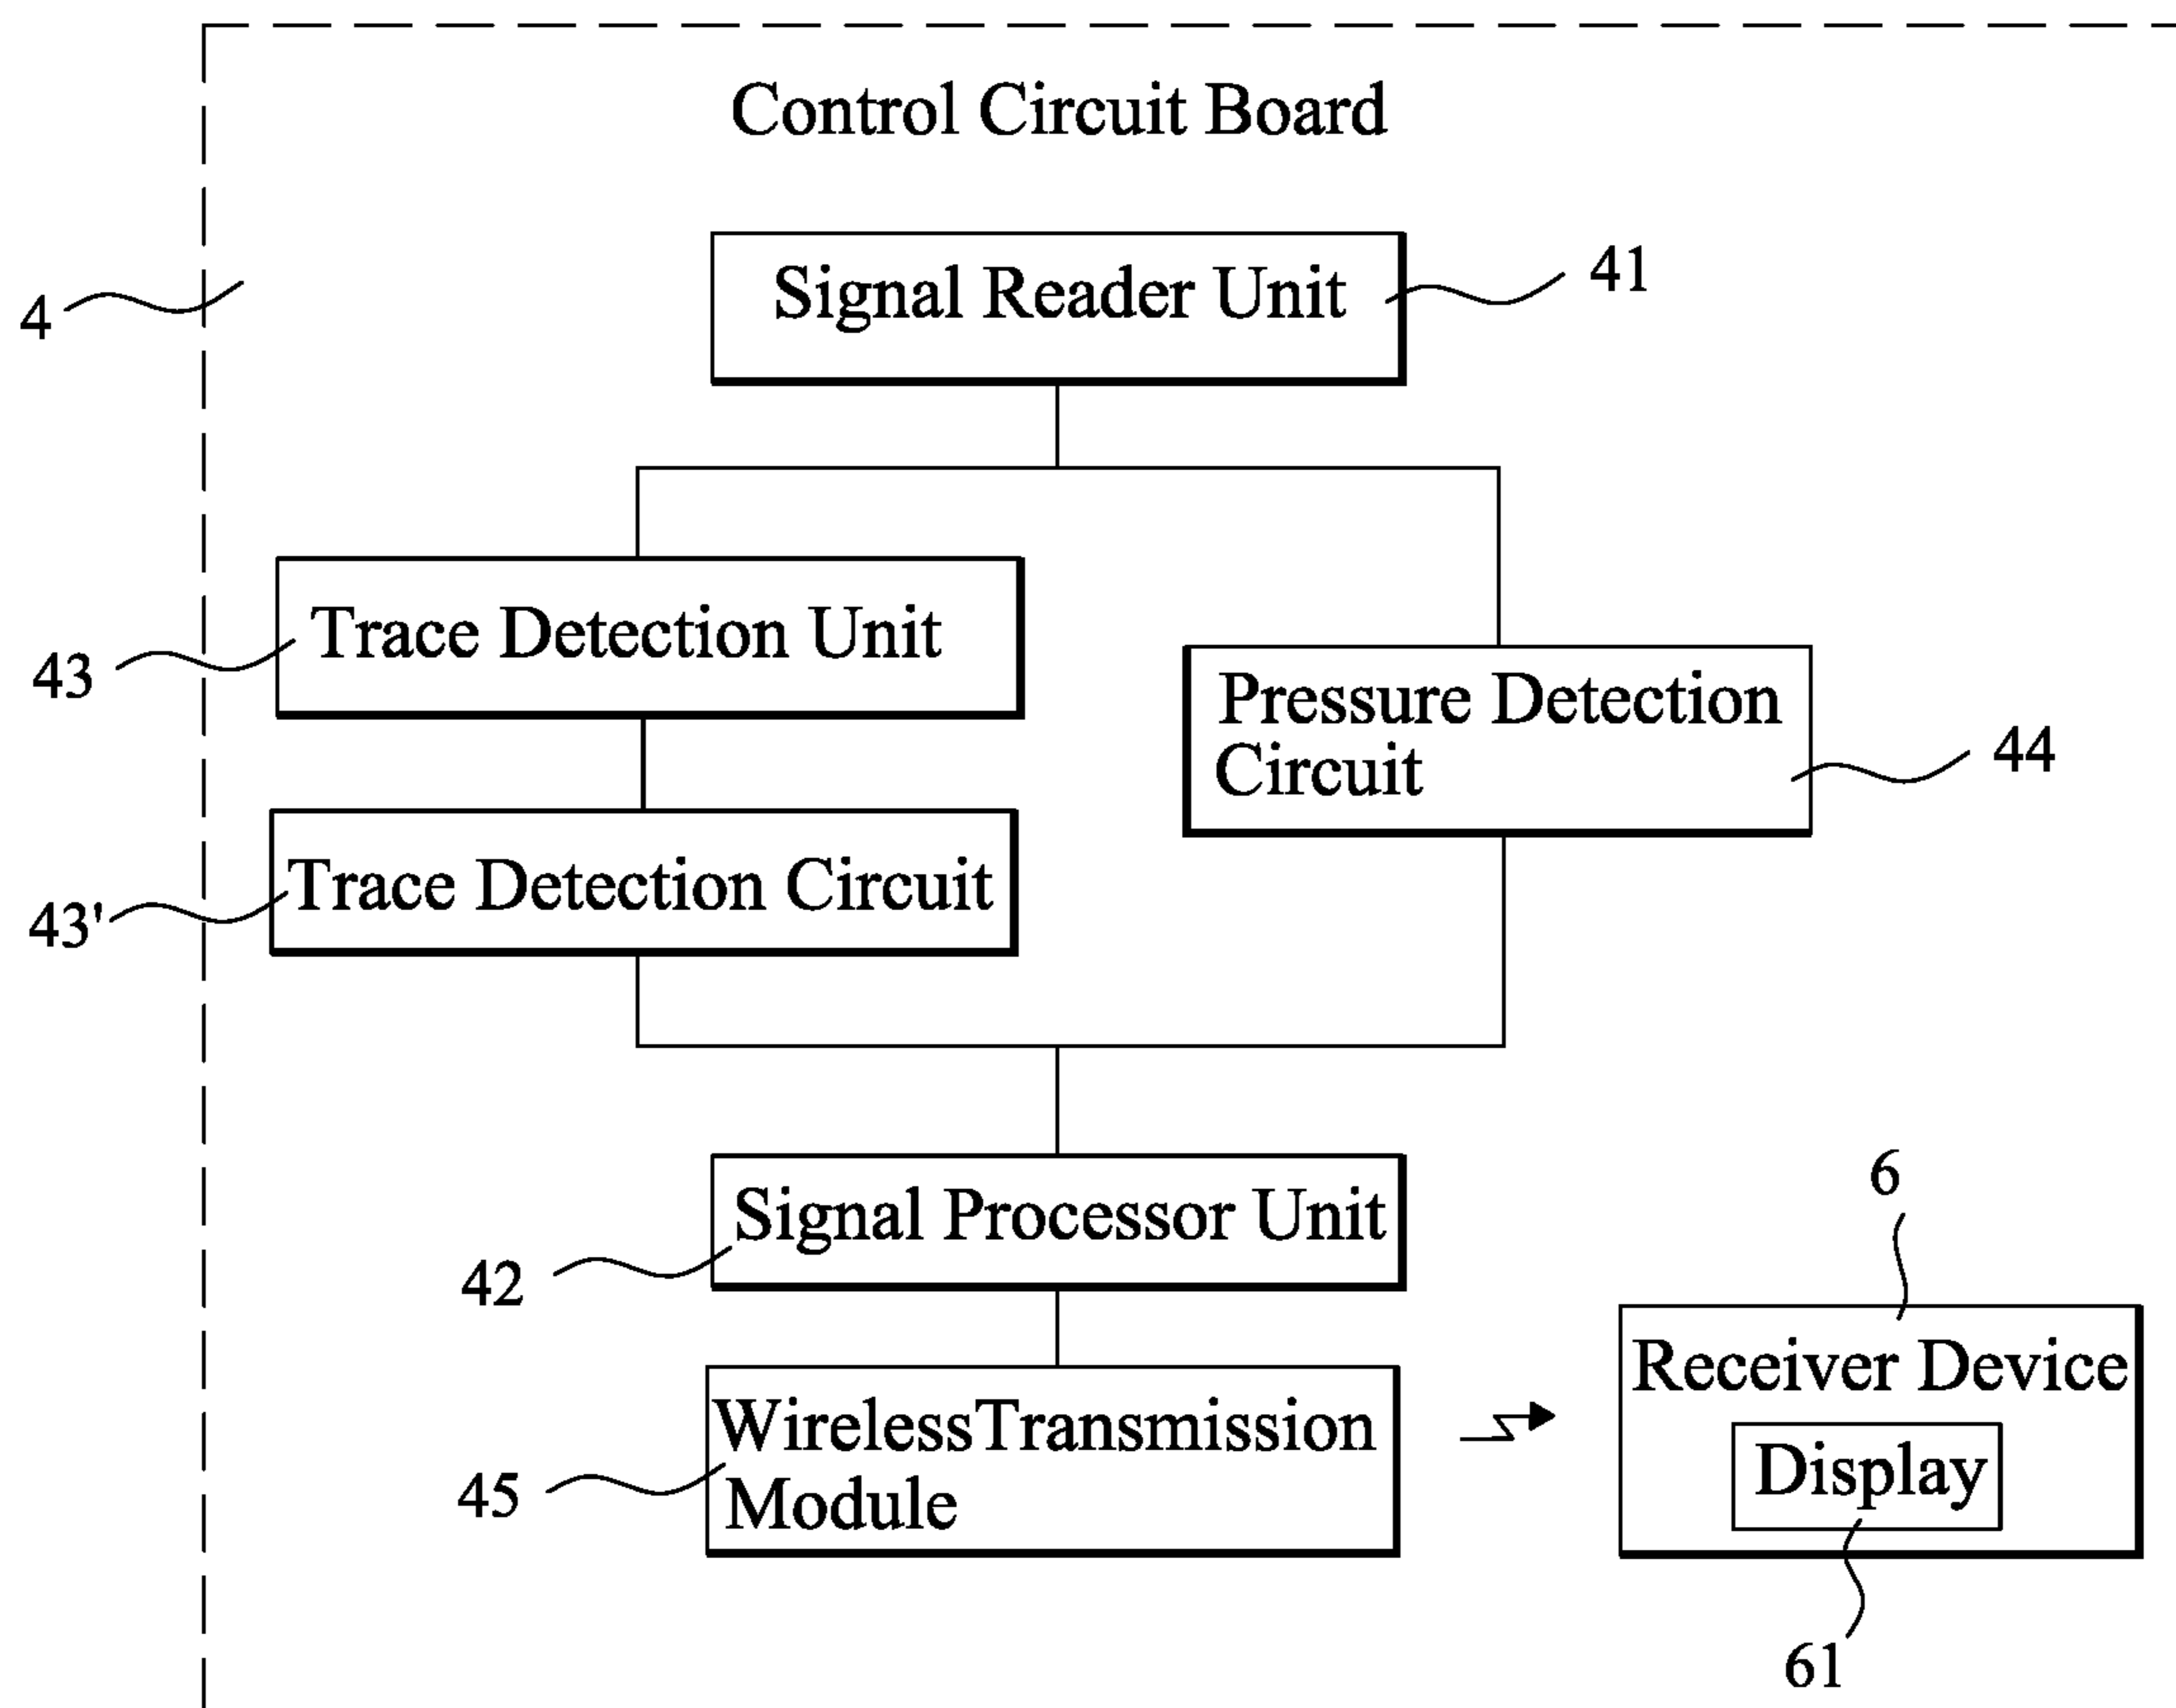 Control Circuit Board
Signal Reader Unit
41
4
Trace Detection Unit
43
Pressure Detection
Circuit
44
Trace Detection Circuit
43'
Signal Processor Unit
42
6
Receiver Device
WirelessTransmission
Module
45
Display
61